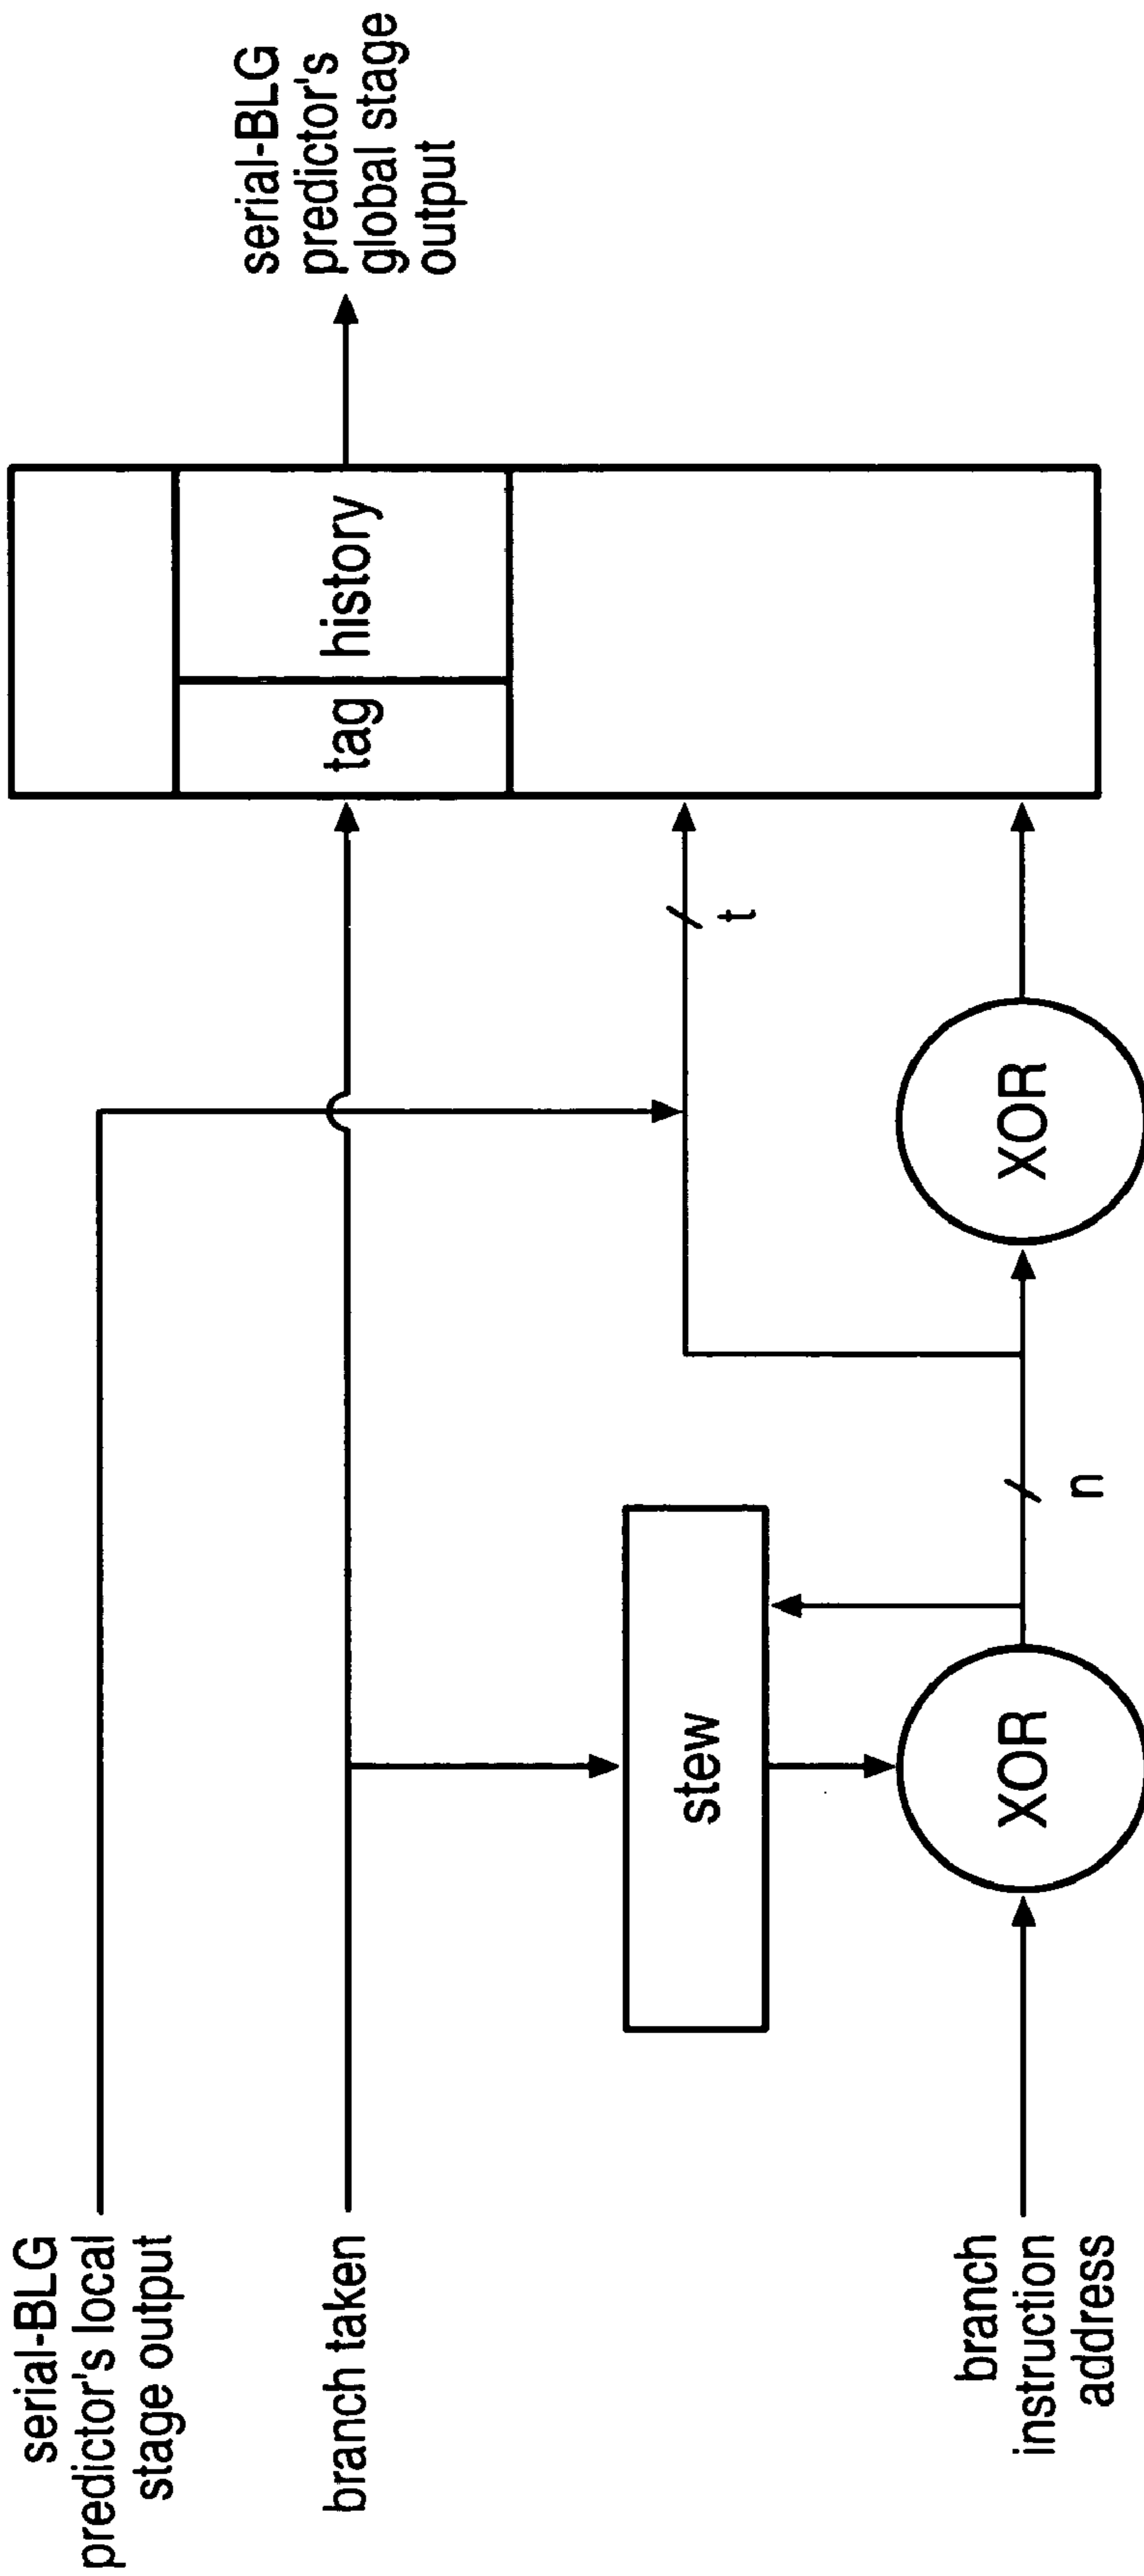 serial-BLG
predictor's local
stage output
branch taken
branch
instruction
address
stew
XOR
n
XOR
t
tag
history
serial-BLG
predictor's
global stage
output